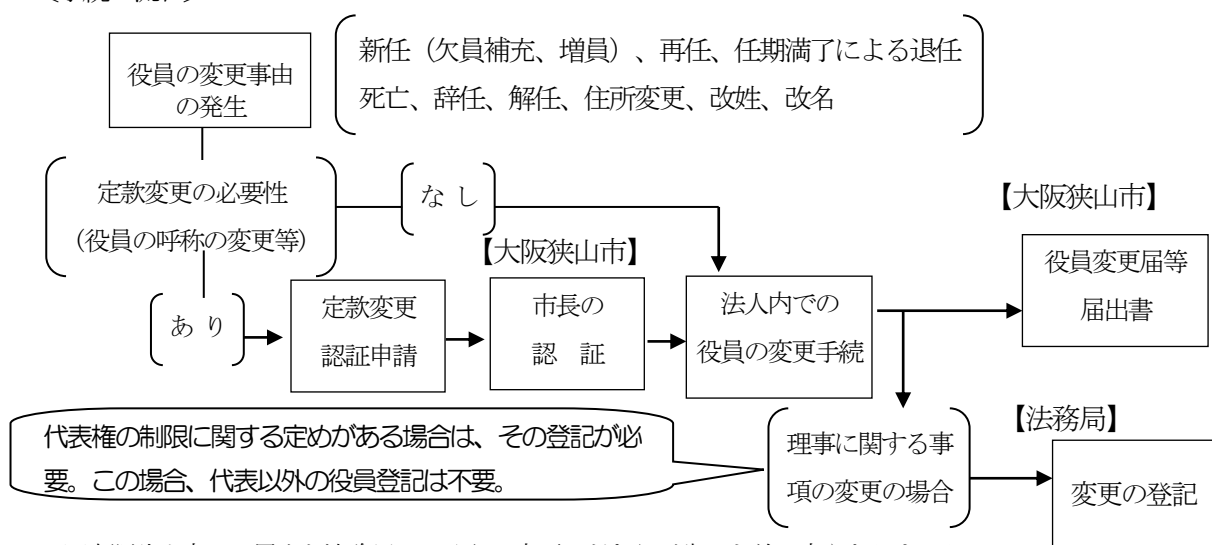 役員の変更事由
の発生
新任（欠員補充、増員）、再任、任期満了による退任
死亡、辞任、解任、住所変更、改姓、改名
定款変更の必要性
（役員の呼称の変更等）
な し
【大阪狭山市】
【大阪狭山市】
役員変更届等
届出書
あ り
定款変更
認証申請
市長の
認 証
法人内での
役員の変更手続
代表権の制限に関する定めがある場合は、その登記が必
要。この場合、代表以外の役員登記は不要。
理事に関する事
項の変更の場合
【法務局】
変更の登記